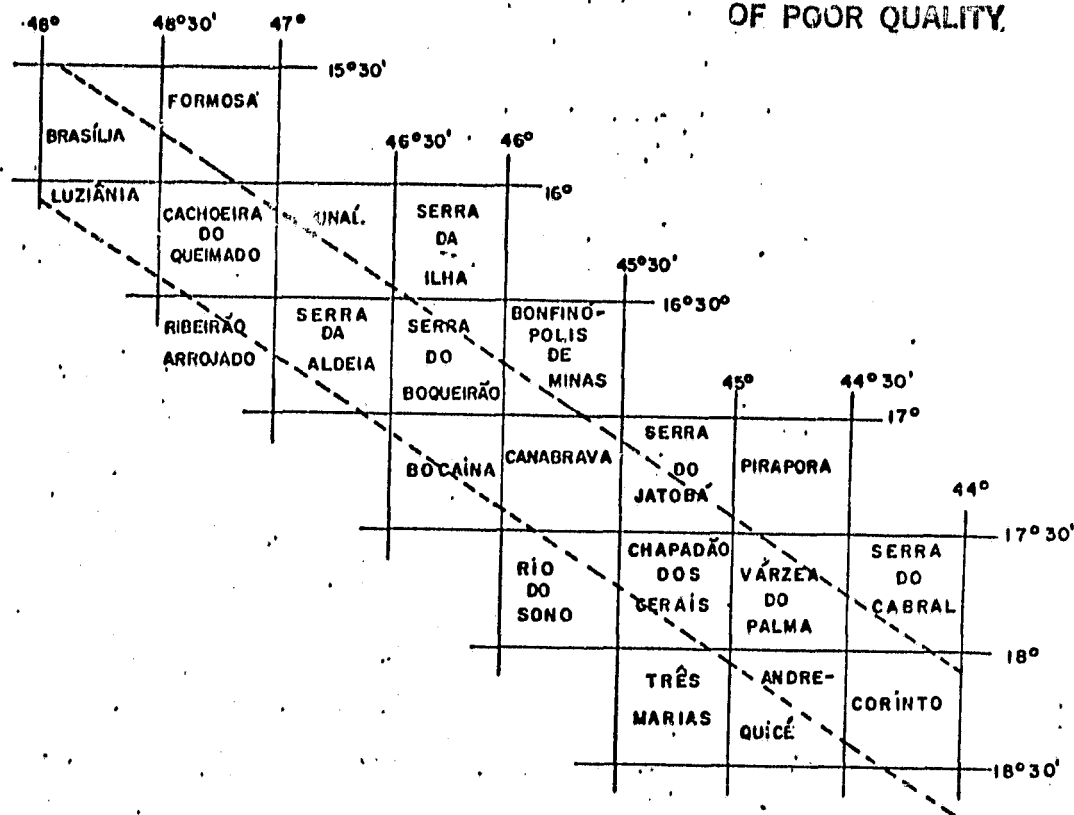 OF POOR QUALITY.
48° 48°30' 47°
15°30'
FORMOSA
BRASÍLIA
46°30' 46°
16°
LUZIÂNIA
CACHOEIRA
DO
QUEIMADO
UNAÍ.
SERRA
DA
ILHA
45°30'
16°30'
RIBEIRÃO
ARROJADO
SERRA
DA
ALDEIA
SERRA
DO
BOQUEIRÃO
BONFINÓ-
POLIS
DE
MINAS
45° 44°30'
17°
BOCAÍNA
CANABRAVA
SERRA
DO
JATOBÁ
PIRAPORA
44°
17°30'
RIO
DO
SONO
CHAPADÃO
DOS
GERAIS
VÁRZEA
DO
PALMA
SERRA
DO
CABRAL
18°
TRÊS
MARIAS
ANDRE-
QUICÉ
CORINTO
18°30'